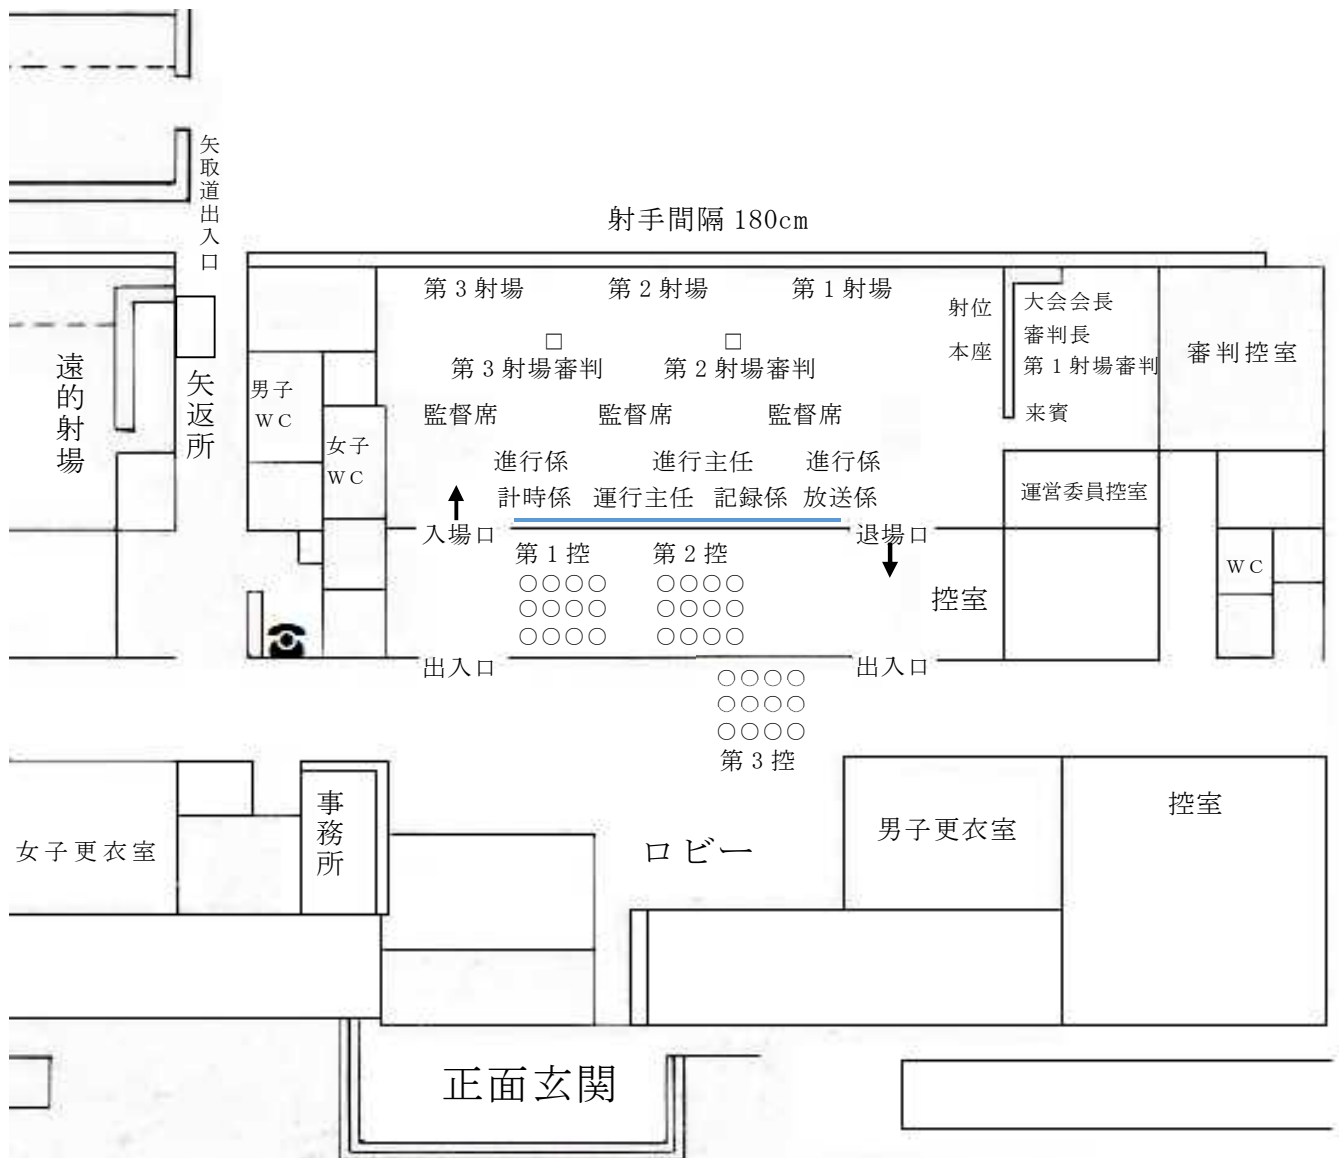 矢取道出入口
射手間隔 180cm
第3射場 第2射場 第1射場
射位
本座
大会会長
審判長
第1射場審判
来賓
審判控室
□ □
第3射場審判 第2射場審判
監督席 監督席 監督席
進行係 進行主任 進行係
計時係 運行主任 記録係 放送係
遠的射場
矢返所
男子
WC
女子
WC
運営委員控室
入場口 退場口
第1控 第2控
○○○○ ○○○○
○○○○ ○○○○
○○○○ ○○○○
控室
WC
出入口 出入口
○○○○
○○○○
○○○○
第3控
女子更衣室
事務所
ロビー
男子更衣室
控室
正面玄関